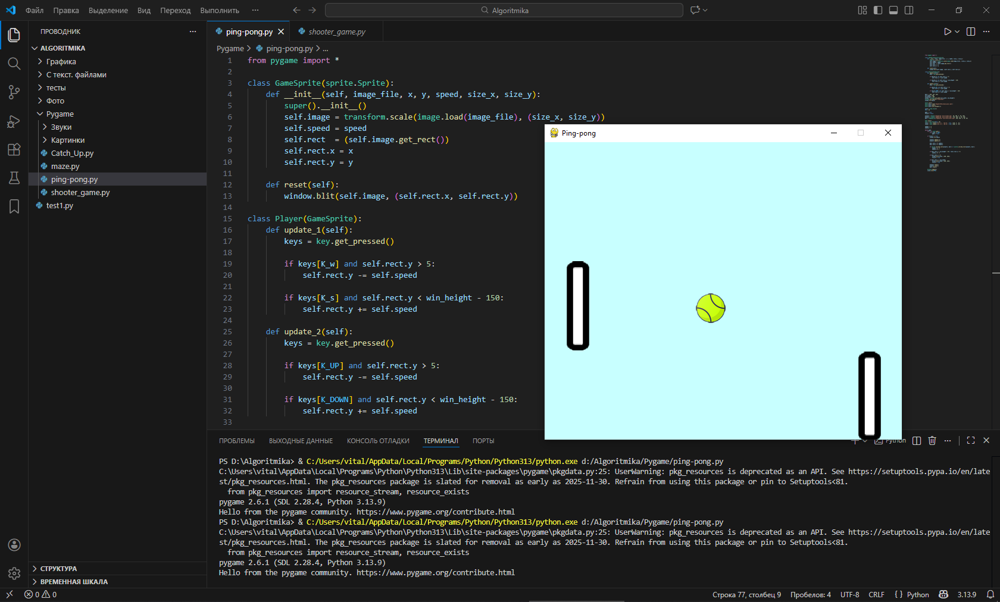 Файл Правка Выделение Вид Переход Выполнить ··· Algoritmika
ПРОВОДНИК ···
ALGORITMIKA
Графика
С текст. файлами
тесты
Фото
Pygame
Звуки
Картинки
Catch_Up.py
maze.py
ping-pong.py
shooter_game.py
test1.py
СТРУКТУРА
ВРЕМЕННАЯ ШКАЛА
ping-pong.py shooter_game.py
Pygame > ping-pong.py > ...
1 from pygame import *
2
3 class GameSprite(sprite.Sprite):
4 def __init__(self, image_file, x, y, speed, size_x, size_y):
5 super().__init__()
6 self.image = transform.scale(image.load(image_file), (size_x, size_y))
7 self.speed = speed
8 self.rect  = (self.image.get_rect())
9 self.rect.x = x
10 self.rect.y = y
11
12 def reset(self):
13 window.blit(self.image, (self.rect.x, self.rect.y))
14
15 class Player(GameSprite):
16 def update_1(self):
17 keys = key.get_pressed()
18
19 if keys[K_w] and self.rect.y > 5:
20 self.rect.y -= self.speed
21
22 if keys[K_s] and self.rect.y < win_height - 150:
23 self.rect.y += self.speed
24
25 def update_2(self):
26 keys = key.get_pressed()
27
28 if keys[K_UP] and self.rect.y > 5:
29 self.rect.y -= self.speed
30
31 if keys[K_DOWN] and self.rect.y < win_height - 150:
32 self.rect.y += self.speed
33
Ping-pong
ПРОБЛЕМЫ ВЫХОДНЫЕ ДАННЫЕ КОНСОЛЬ ОТЛАДКИ ТЕРМИНАЛ ПОРТЫ Python
PS D:\Algoritmika> & C:/Users/vital/AppData/Local/Programs/Python/Python313/python.exe d:/Algoritmika/Pygame/ping-pong.py
C:\Users\vital\AppData\Local\Programs\Python\Python313\Lib\site-packages\pygame\pkgdata.py:25: UserWarning: pkg_resources is deprecated as an API. See https://setuptools.pypa.io/en/late
st/pkg_resources.html. The pkg_resources package is slated for removal as early as 2025-11-30. Refrain from using this package or pin to Setuptools<81.
from pkg_resources import resource_stream, resource_exists
pygame 2.6.1 (SDL 2.28.4, Python 3.13.9)
Hello from the pygame community. https://www.pygame.org/contribute.html
PS D:\Algoritmika> & C:/Users/vital/AppData/Local/Programs/Python/Python313/python.exe d:/Algoritmika/Pygame/ping-pong.py
C:\Users\vital\AppData\Local\Programs\Python\Python313\Lib\site-packages\pygame\pkgdata.py:25: UserWarning: pkg_resources is deprecated as an API. See https://setuptools.pypa.io/en/late
st/pkg_resources.html. The pkg_resources package is slated for removal as early as 2025-11-30. Refrain from using this package or pin to Setuptools<81.
from pkg_resources import resource_stream, resource_exists
pygame 2.6.1 (SDL 2.28.4, Python 3.13.9)
Hello from the pygame community. https://www.pygame.org/contribute.html
0 0 Строка 77, столбец 9 Пробелов: 4 UTF-8 CRLF { } Python 3.13.9